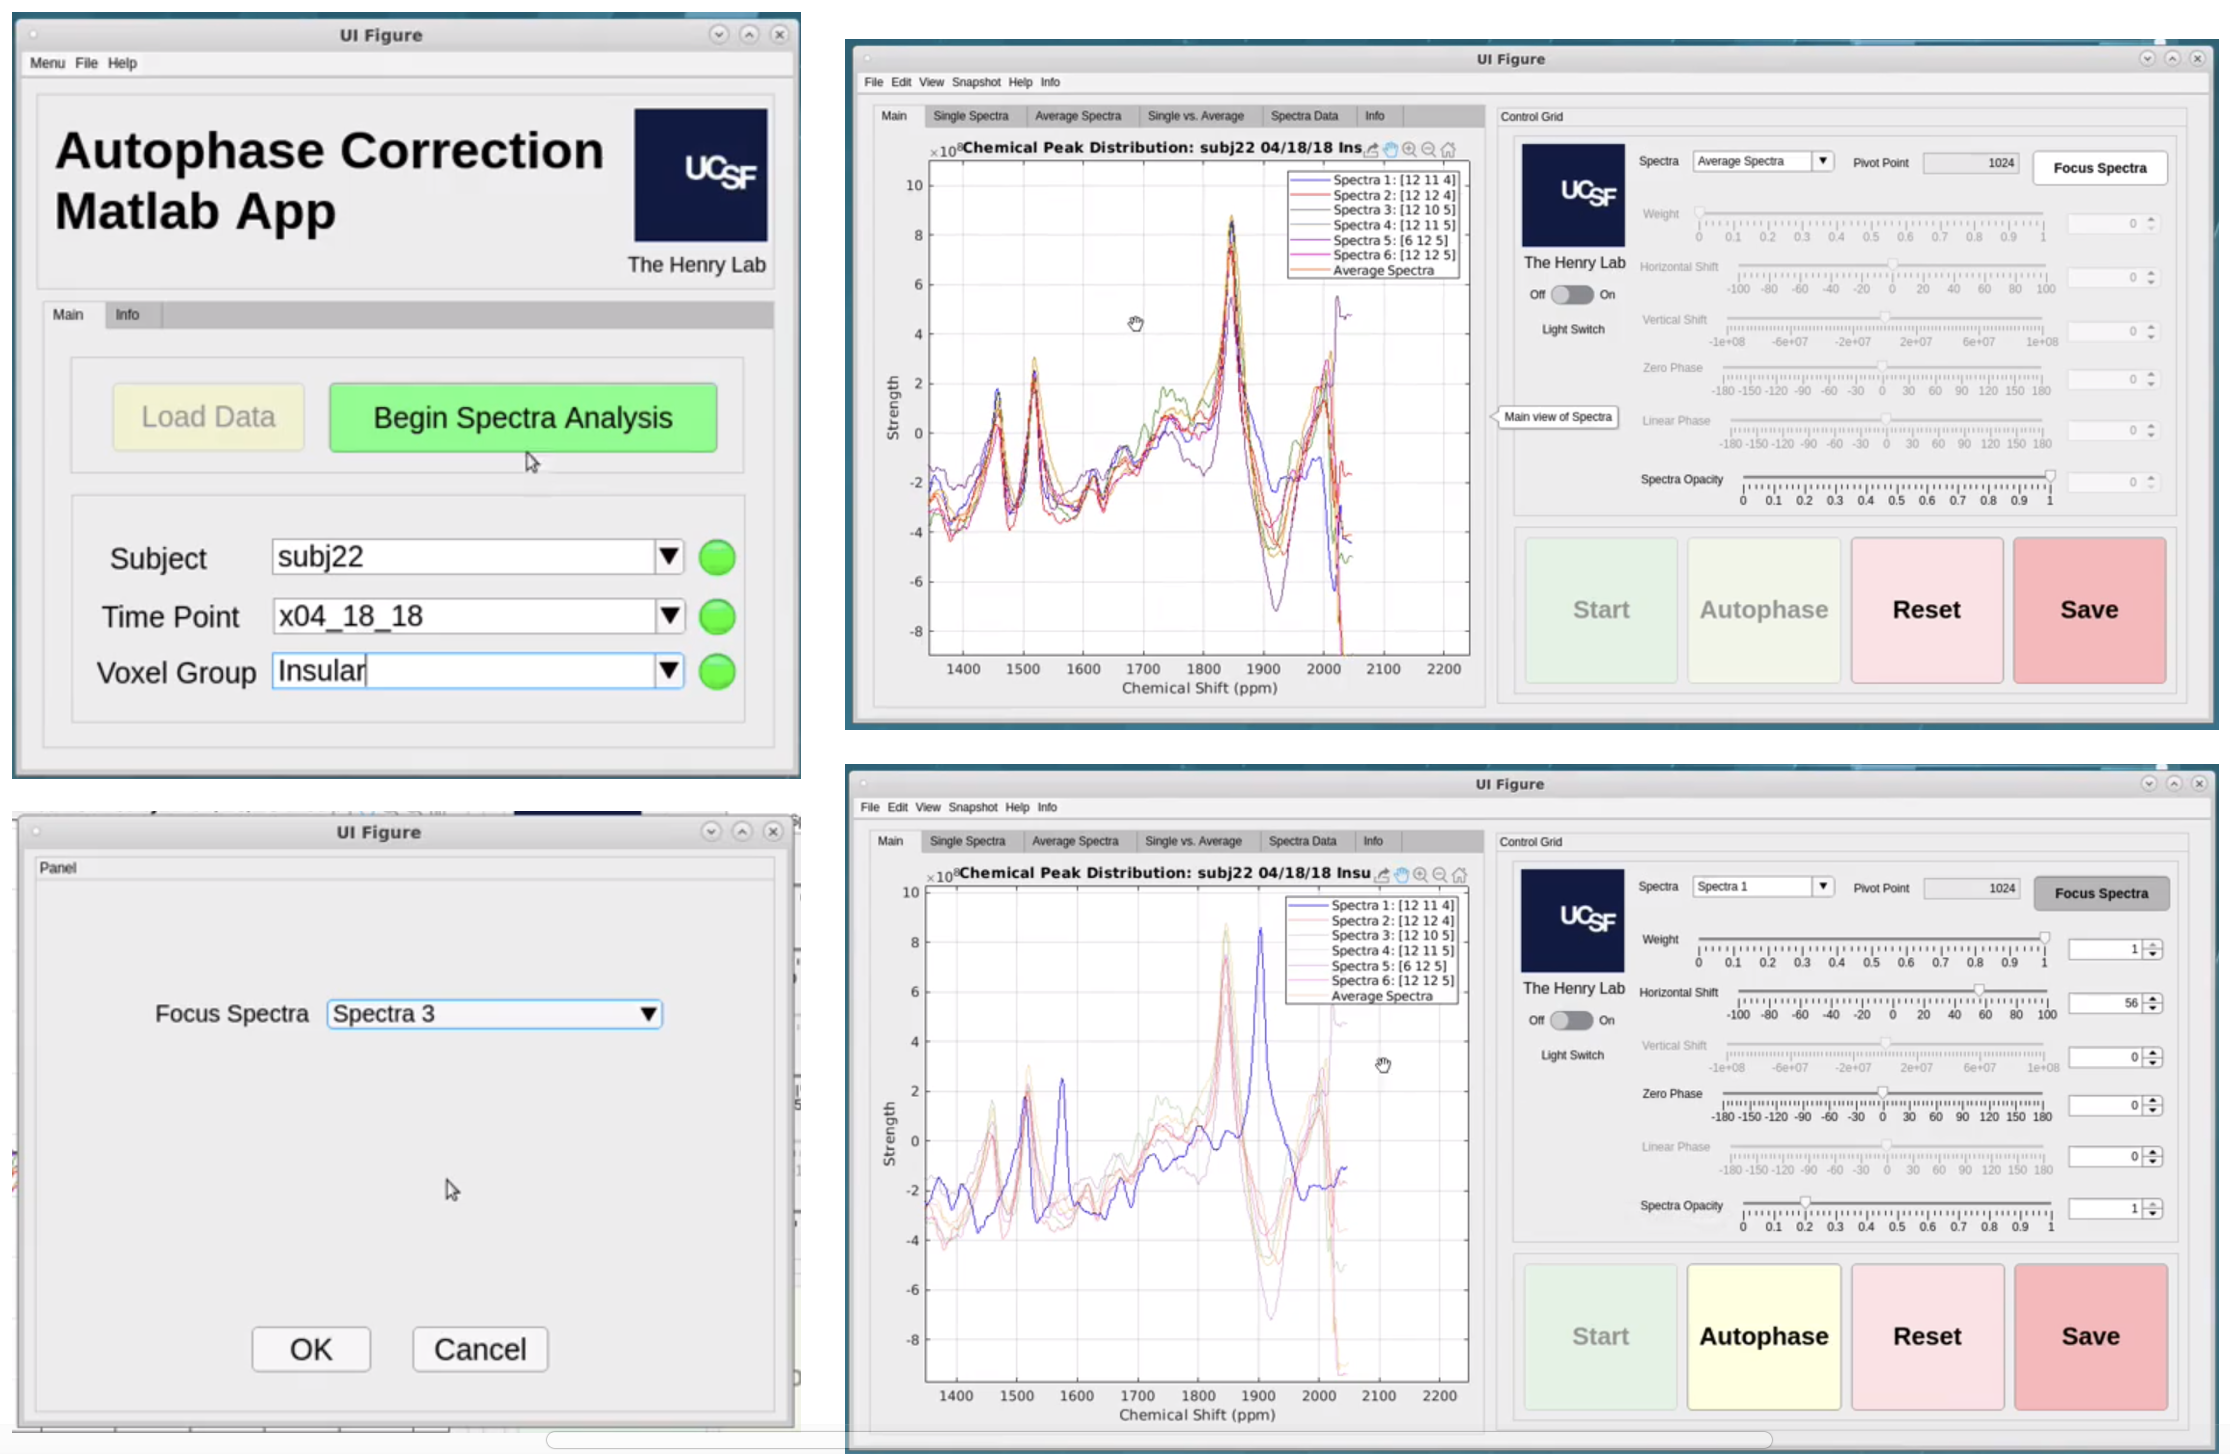 UI Figure
Menu File Help
Autophase Correction
Matlab App
UCSF
The Henry Lab
Main Info
Load Data Begin Spectra Analysis
Subject subj22
Time Point x04_18_18
Voxel Group Insular
UI Figure
File Edit View Snapshot Help Info
Main Single Spectra Average Spectra Single vs. Average Spectra Data Info
×10⁸ Chemical Peak Distribution: subj22 04/18/18 Ins
Spectra 1: [12 11 4]
Spectra 2: [12 12 4]
Spectra 3: [12 10 5]
Spectra 4: [12 11 5]
Spectra 5: [6 12 5]
Spectra 6: [12 12 5]
Average Spectra
10
8
6
4
2
0
-2
-4
-6
-8
Strength
1400 1500 1600 1700 1800 1900 2000 2100 2200
Chemical Shift (ppm)
Main view of Spectra
Control Grid
UCSF
The Henry Lab
Off On
Light Switch
Spectra Average Spectra Pivot Point 1024 Focus Spectra
Weight 0
0 0.1 0.2 0.3 0.4 0.5 0.6 0.7 0.8 0.9 1
Horizontal Shift 0
-100 -80 -60 -40 -20 0 20 40 60 80 100
Vertical Shift 0
-1e+08 -6e+07 -2e+07 2e+07 6e+07 1e+08
Zero Phase 0
-180 -150 -120 -90 -60 -30 0 30 60 90 120 150 180
Linear Phase 0
-180 -150 -120 -90 -60 -30 0 30 60 90 120 150 180
Spectra Opacity 0
0 0.1 0.2 0.3 0.4 0.5 0.6 0.7 0.8 0.9 1
Start Autophase Reset Save
UI Figure
Panel
Focus Spectra Spectra 3
OK Cancel
UI Figure
File Edit View Snapshot Help Info
Main Single Spectra Average Spectra Single vs. Average Spectra Data Info
×10⁸ Chemical Peak Distribution: subj22 04/18/18 Insu
Spectra 1: [12 11 4]
Spectra 2: [12 12 4]
Spectra 3: [12 10 5]
Spectra 4: [12 11 5]
Spectra 5: [6 12 5]
Spectra 6: [12 12 5]
Average Spectra
10
8
6
4
2
0
-2
-4
-6
-8
Strength
1400 1500 1600 1700 1800 1900 2000 2100 2200
Chemical Shift (ppm)
Control Grid
UCSF
The Henry Lab
Off On
Light Switch
Spectra Spectra 1 Pivot Point 1024 Focus Spectra
Weight 1
0 0.1 0.2 0.3 0.4 0.5 0.6 0.7 0.8 0.9 1
Horizontal Shift 56
-100 -80 -60 -40 -20 0 20 40 60 80 100
Vertical Shift 0
-1e+08 -6e+07 -2e+07 2e+07 6e+07 1e+08
Zero Phase 0
-180 -150 -120 -90 -60 -30 0 30 60 90 120 150 180
Linear Phase 0
-180 -150 -120 -90 -60 -30 0 30 60 90 120 150 180
Spectra Opacity 1
0 0.1 0.2 0.3 0.4 0.5 0.6 0.7 0.8 0.9 1
Start Autophase Reset Save